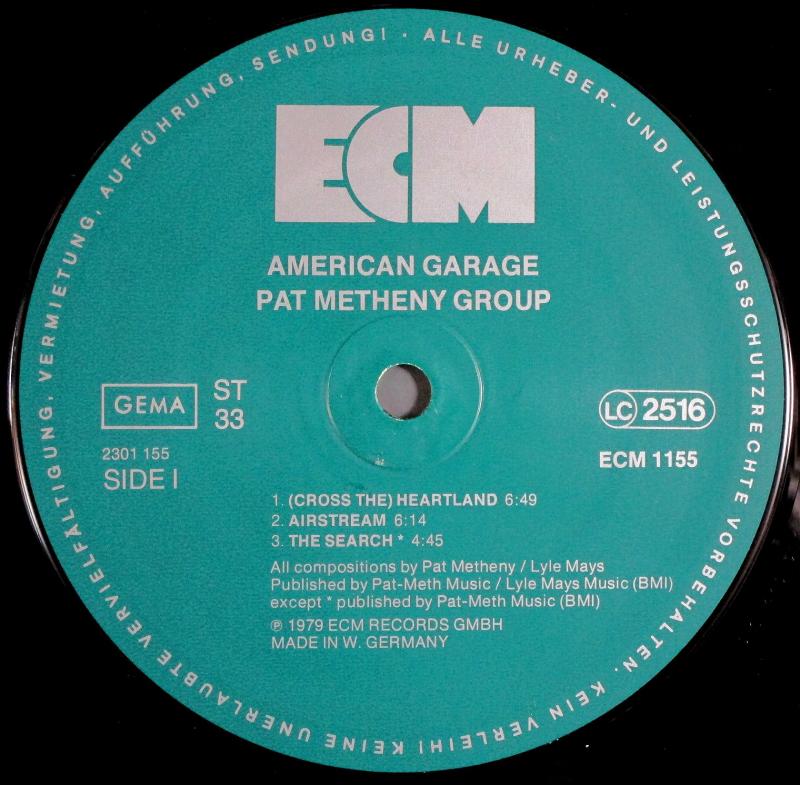 ALLE URHEBER- UND LEISTUNGSSCHUTZRECHTE VORBEHALTEN. KEIN VERLEIH! KEINE UNERLAUBTE VERVIELFÄLTIGUNG, VERMIETUNG, AUFFÜHRUNG, SENDUNG! ·
ECM
AMERICAN GARAGE
PAT METHENY GROUP
GEMA
ST
33
LC 2516
2301 155
SIDE I
ECM 1155
1. (CROSS THE) HEARTLAND 6:49
2. AIRSTREAM 6:14
3. THE SEARCH * 4:45
All compositions by Pat Metheny / Lyle Mays
Published by Pat-Meth Music / Lyle Mays Music (BMI)
except * published by Pat-Meth Music (BMI)
℗ 1979 ECM RECORDS GMBH
MADE IN W. GERMANY